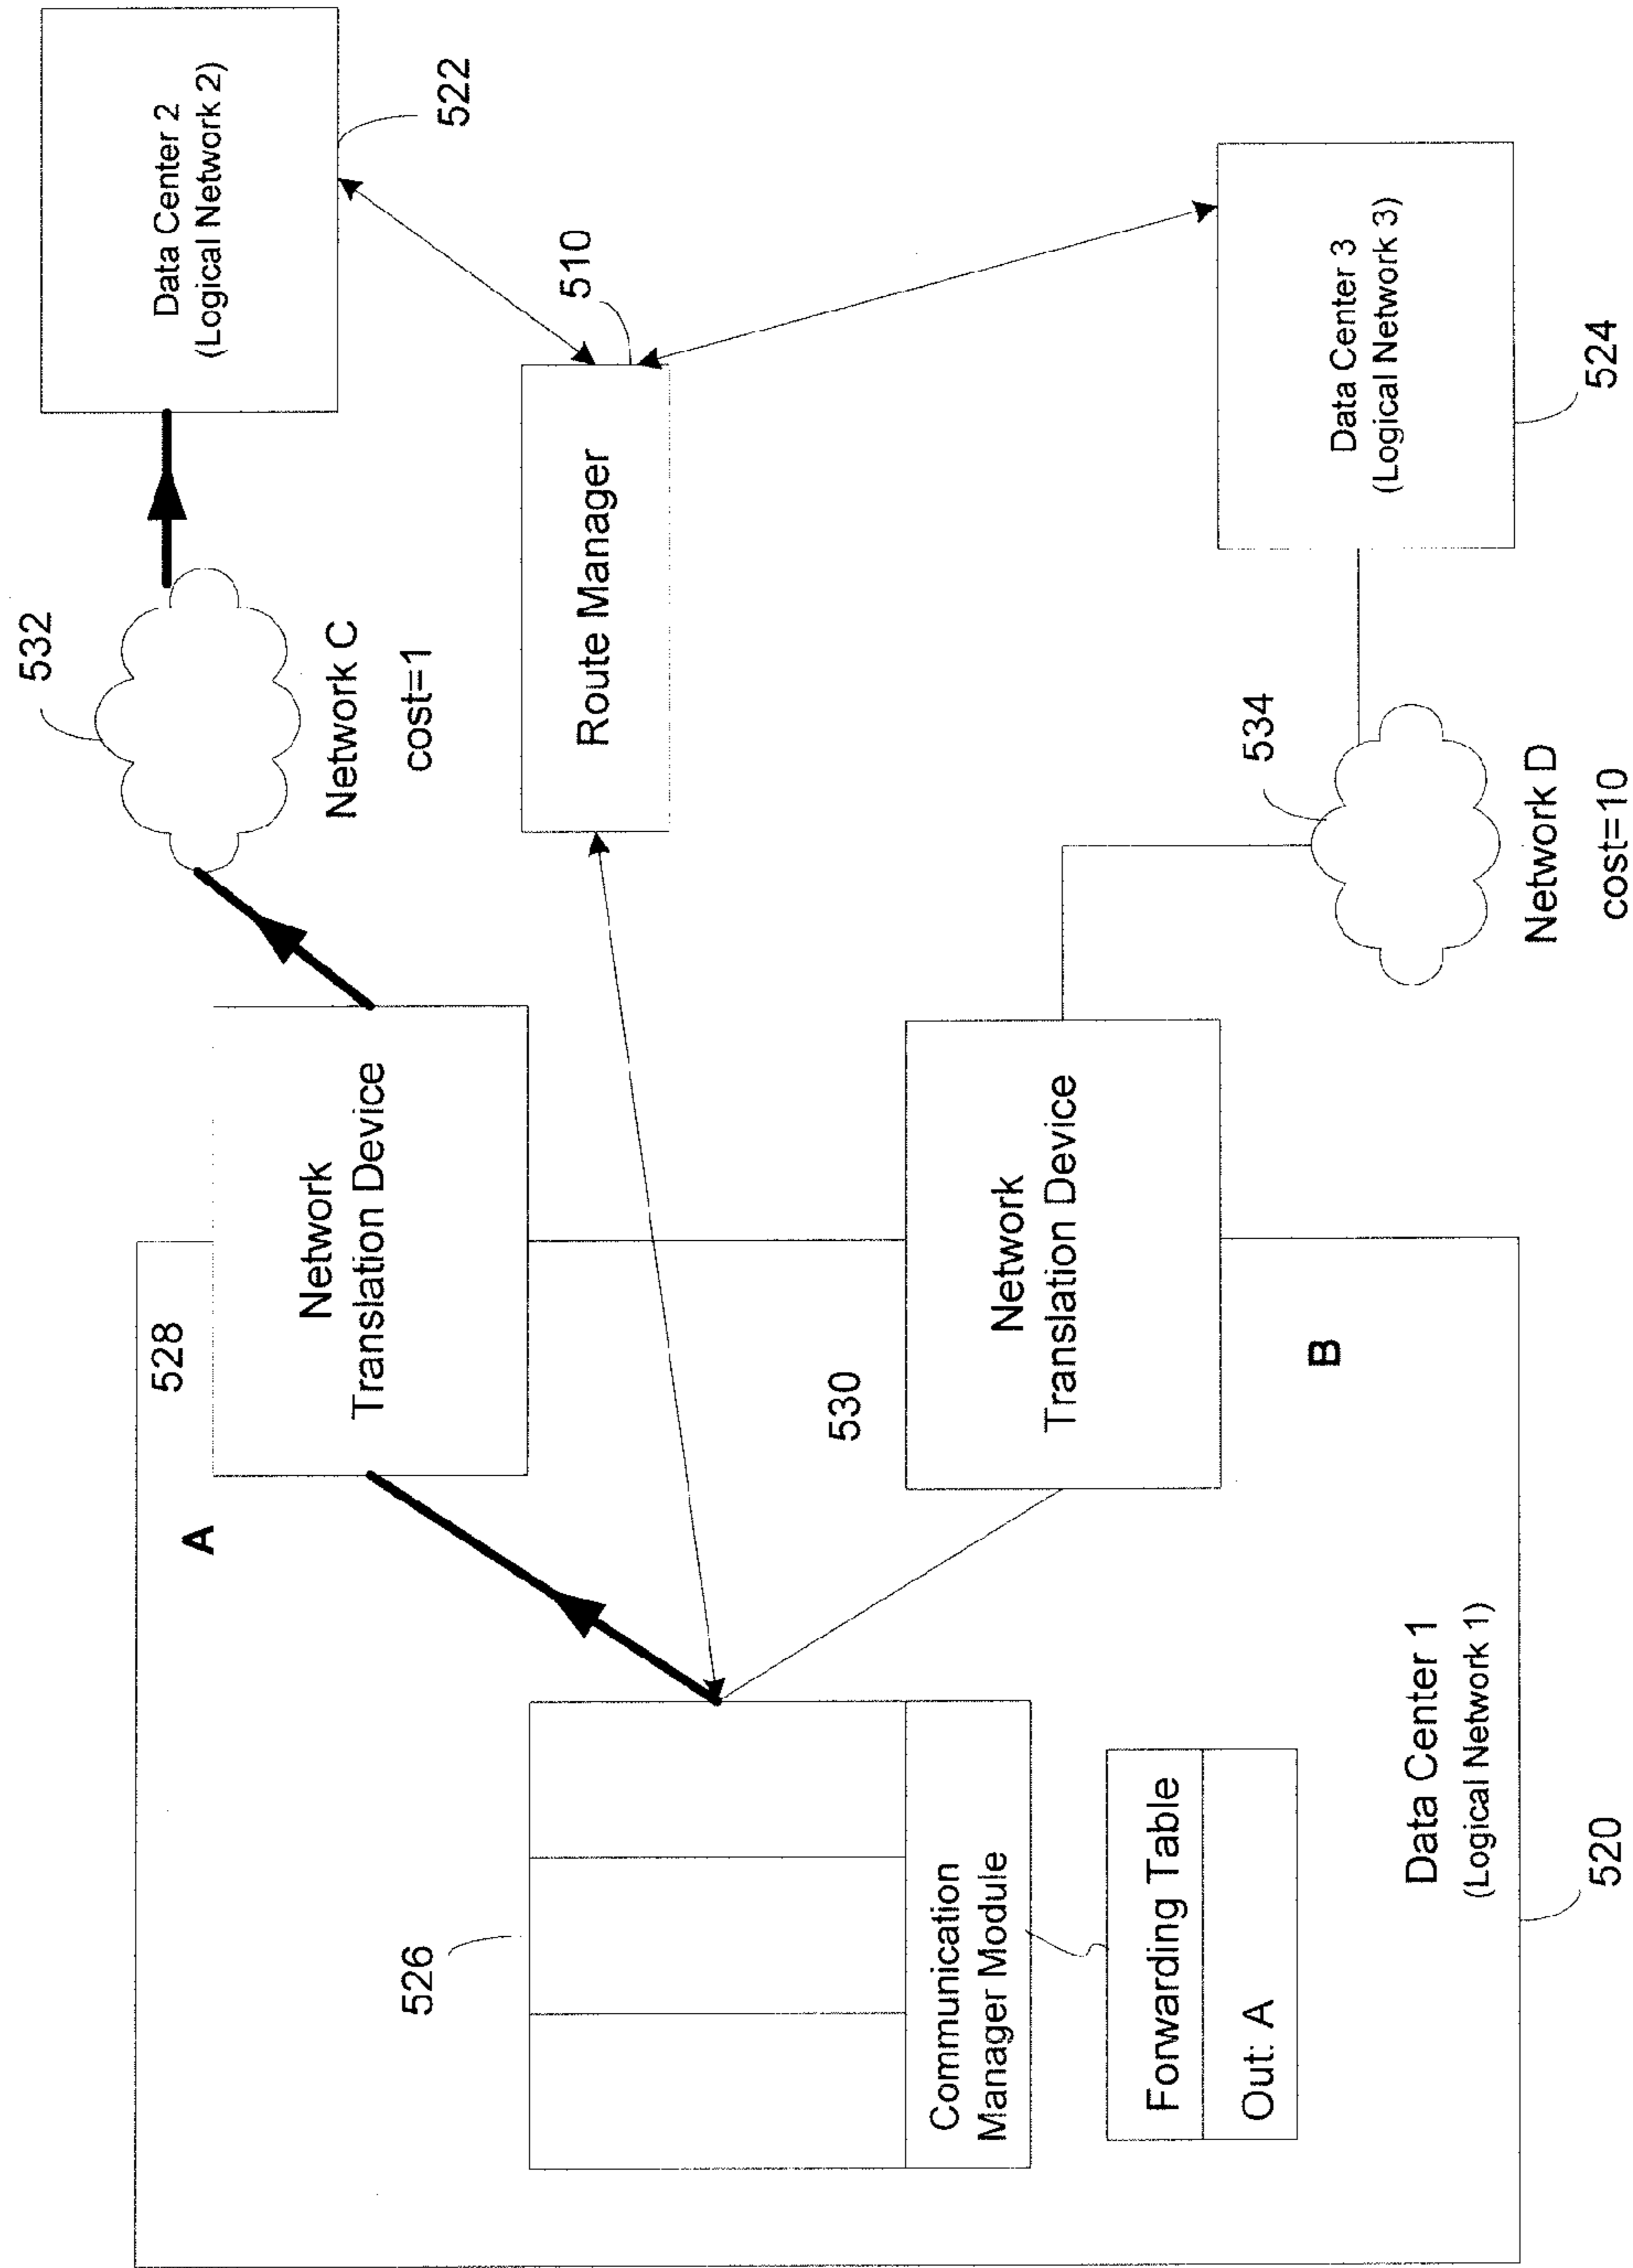 Data Center 2
(Logical Network 2)
522
532
Network C
cost=1
510
Route Manager
Data Center 3
(Logical Network 3)
524
534
Network D
cost=10
528
A
Network
Translation Device
530
B
Network
Translation Device
526
Communication
Manager Module
Forwarding Table
Out: A
Data Center 1
(Logical Network 1)
520